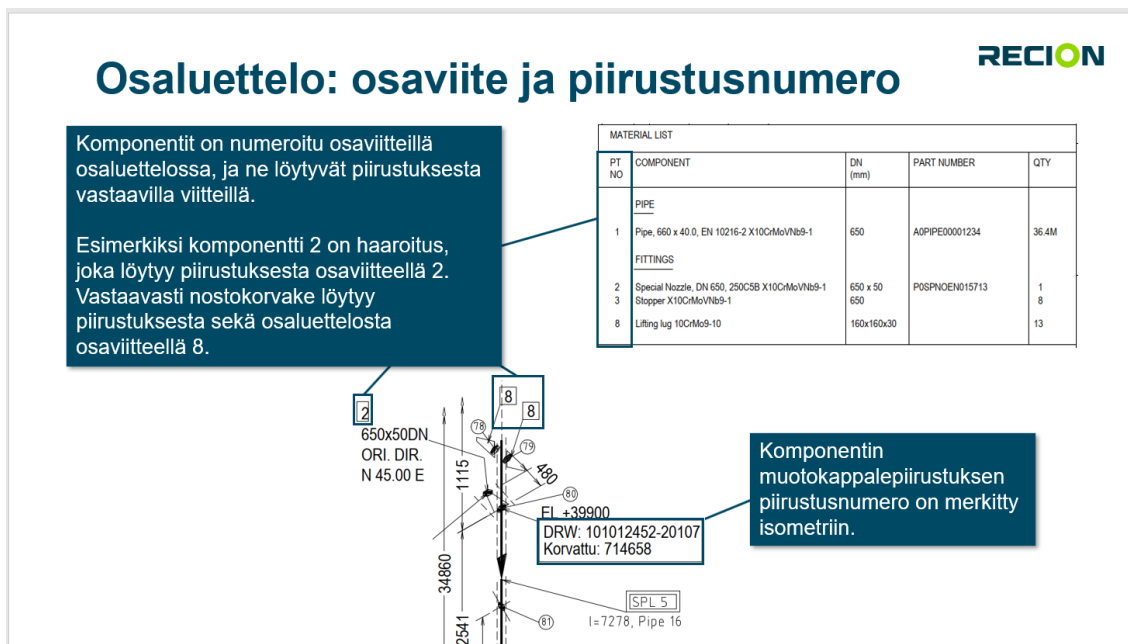 RECION
Osaluettelo: osaviite ja piirustusnumero
Komponentit on numeroitu osaviitteillä
osaluettelossa, ja ne löytyvät piirustuksesta
vastaavilla viitteillä.
Esimerkiksi komponentti 2 on haaroitus,
joka löytyy piirustuksesta osaviitteellä 2.
Vastaavasti nostokorvake löytyy
piirustuksesta sekä osaluettelosta
osaviitteellä 8.
MATERIAL LIST
PT NO COMPONENT DN (mm) PART NUMBER QTY
PIPE
1 Pipe, 660 x 40.0, EN 10216-2 X10CrMoVNb9-1 650 A0PIPE00001234 36.4M
FITTINGS
2 Special Nozzle, DN 650, 250C5B X10CrMoVNb9-1 650 x 50 P0SPNOEN015713 1
3 Stopper X10CrMoVNb9-1 650 8
8 Lifting lug 10CrMo9-10 160x160x30 13
2
650x50DN
ORI. DIR.
N 45.00 E
8
8
78
79
1115
480
80
EL +39900
DRW: 101012452-20107
Korvattu: 714658
34860
2541
SPL 5
l=7278, Pipe 16
81
Komponentin
muotokappalepiirustuksen
piirustusnumero on merkitty
isometriin.